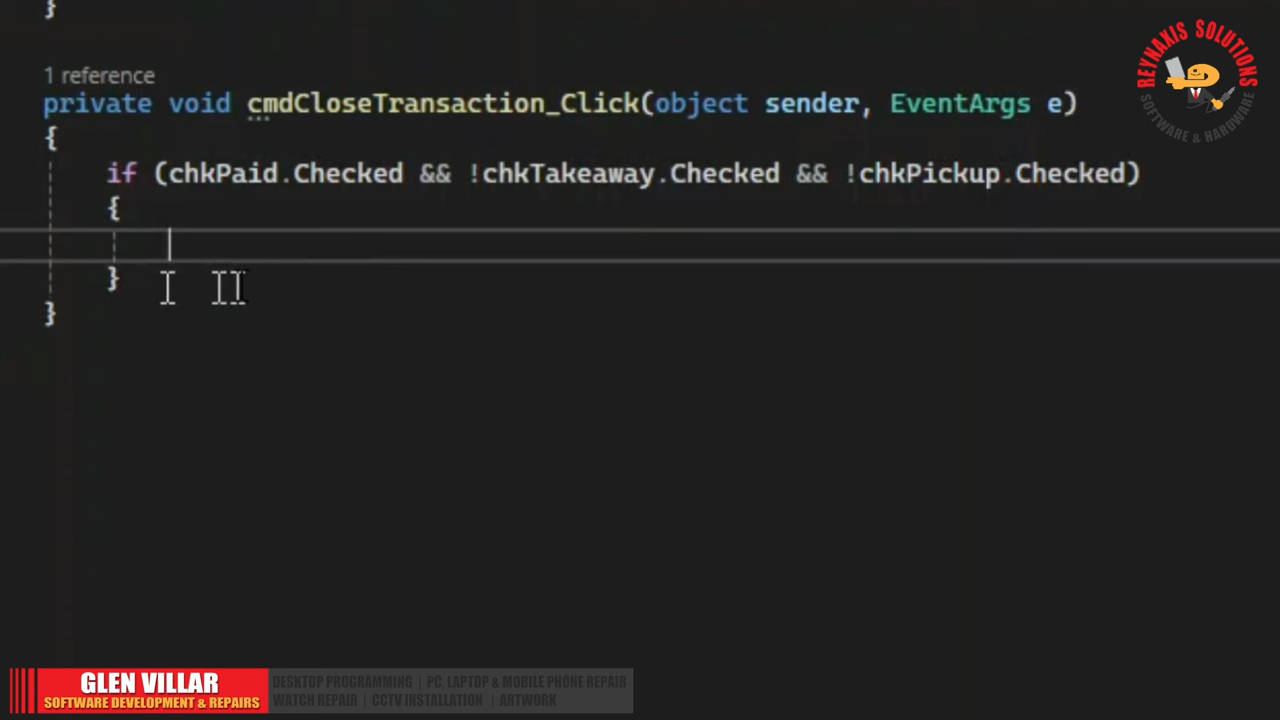 }
1 reference
private void cmdCloseTransaction_Click(object sender, EventArgs e)
{
if (chkPaid.Checked && !chkTakeaway.Checked && !chkPickup.Checked)
{
}
}
REYNAXIS SOLUTIONS
SOFTWARE & HARDWARE
GLEN VILLAR
SOFTWARE DEVELOPMENT & REPAIRS
DESKTOP PROGRAMMING | PC, LAPTOP & MOBILE PHONE REPAIR
WATCH REPAIR | CCTV INSTALLATION | ARTWORK